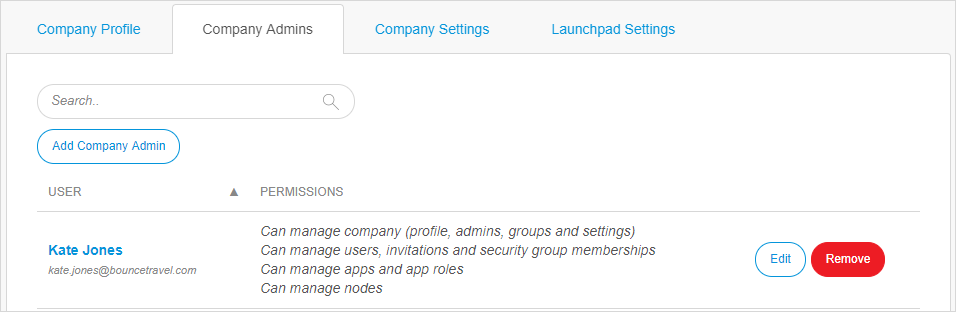 Company Profile Company Admins Company Settings Launchpad Settings
Search..
Add Company Admin
USER ▲ PERMISSIONS
Can manage company (profile, admins, groups and settings)
Kate Jones Can manage users, invitations and security group memberships Edit Remove
kate.jones@bouncetravel.com Can manage apps and app roles
Can manage nodes